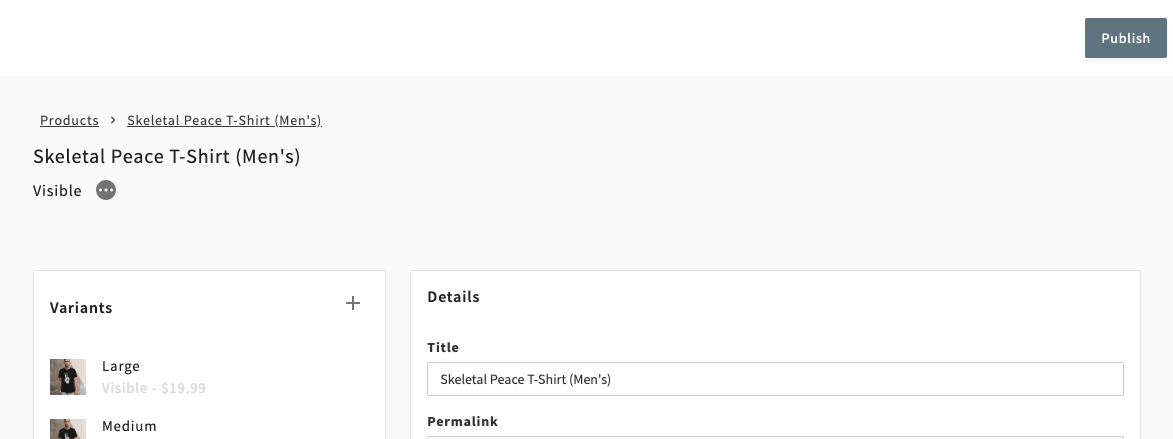 Publish
Products > Skeletal Peace T-Shirt (Men's)
Skeletal Peace T-Shirt (Men's)
Visible
Variants
Large
Visible - $19.99
Medium
Details
Title
Skeletal Peace T-Shirt (Men's)
Permalink